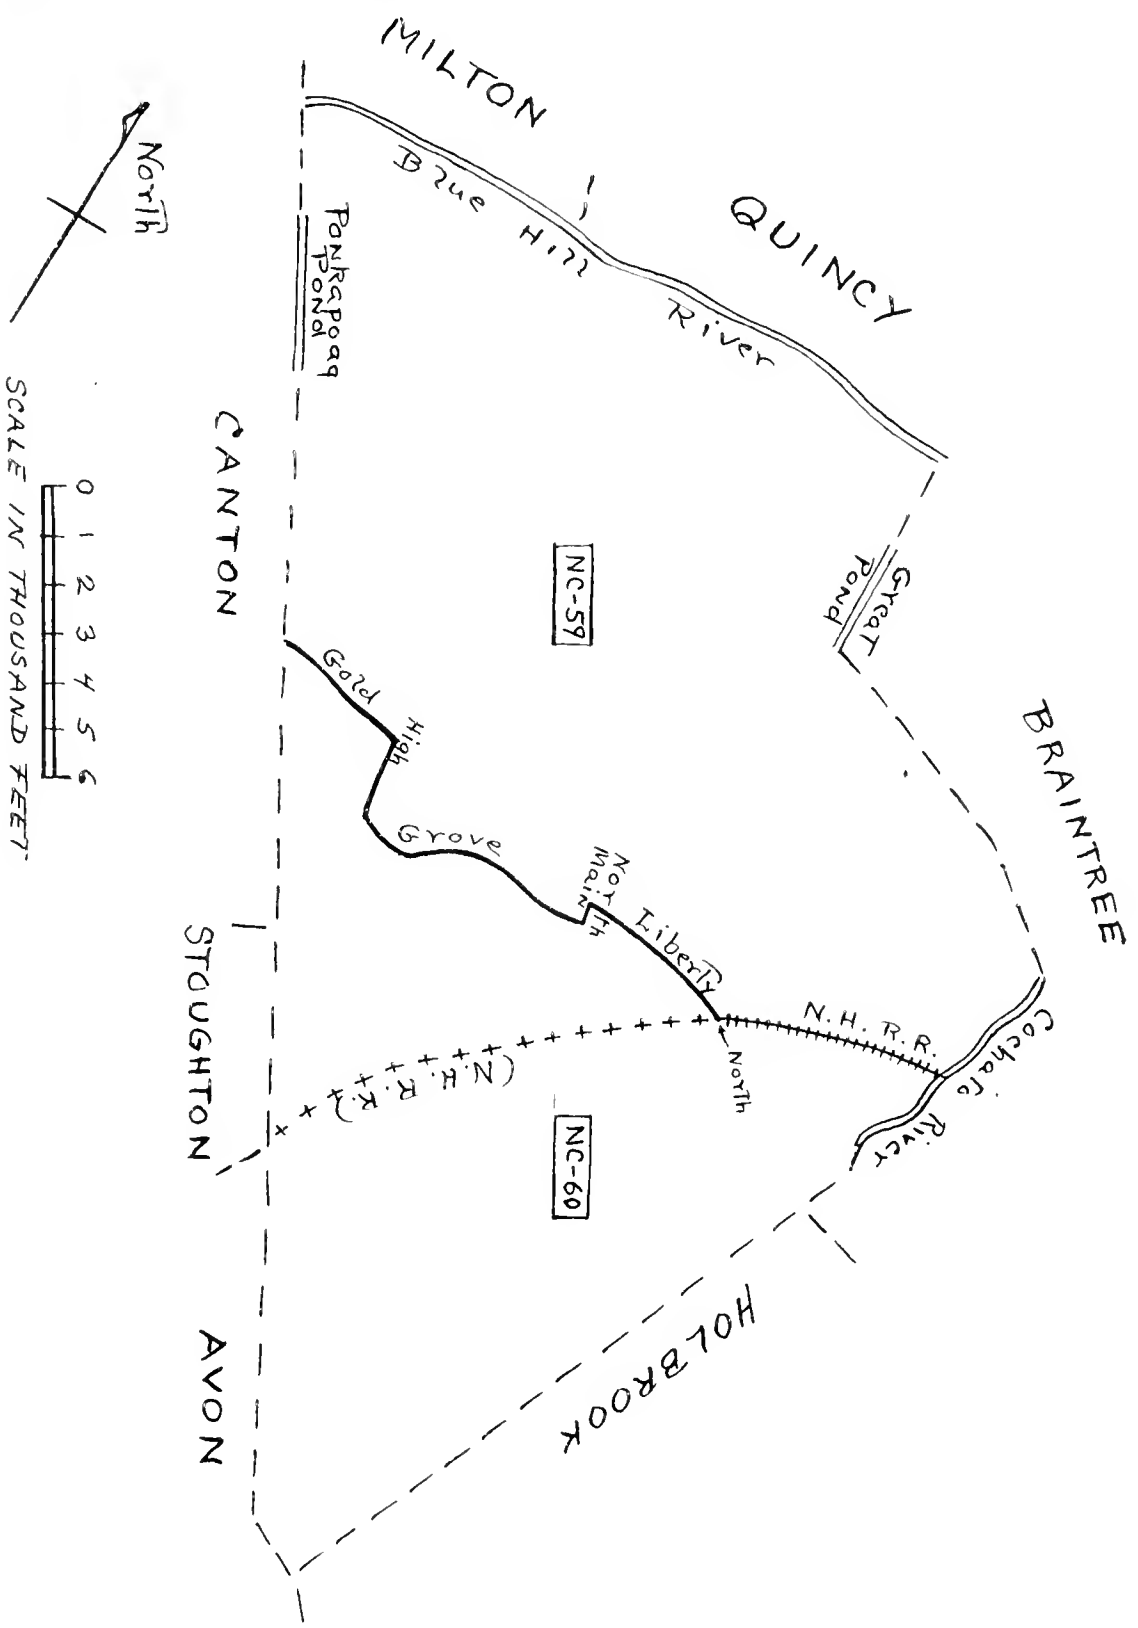 MILTON
QUINCY
Blue Hill River
North
Ponkapoag
Pond
SCALE IN THOUSAND FEET
0 1 2 3 4 5 6
CANTON
NC-59
Great
Pond
BRAINTREE
Gold
High
Grove
North
Main
Liberty
N.H.R.R.
Cochato River
North
(N.H.R.R.)
STOUGHTON
NC-60
HOLBROOK
AVON